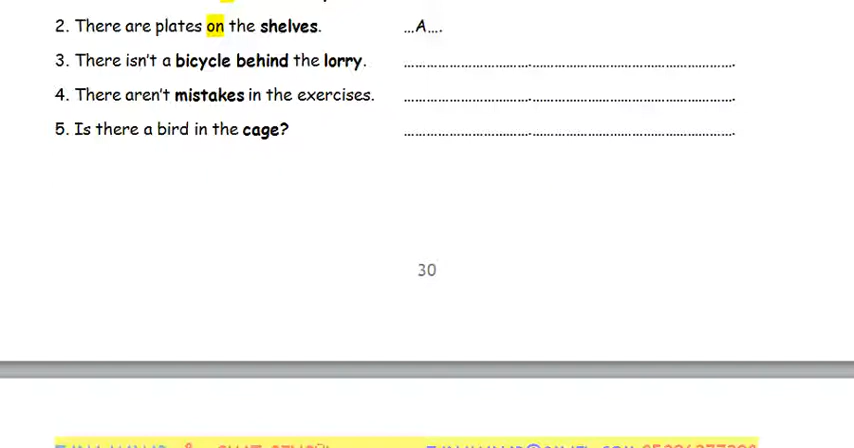 2. There are plates on the shelves. ...A....
3. There isn't a bicycle behind the lorry. ................................................................
4. There aren't mistakes in the exercises. ................................................................
5. Is there a bird in the cage? ................................................................
30